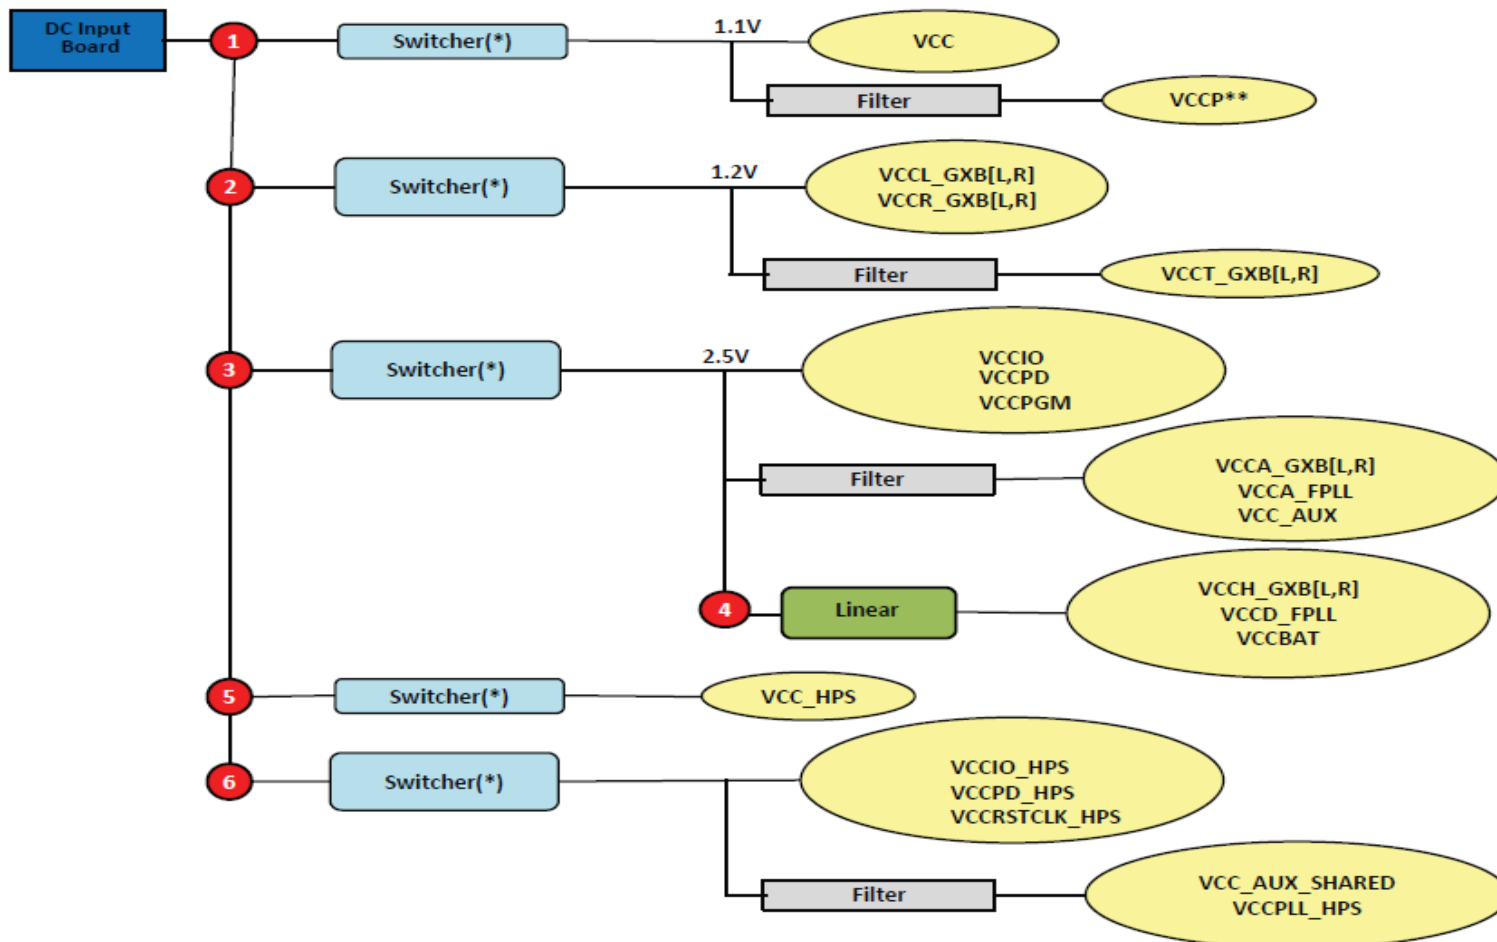 DC Input
Board
1
Switcher(*)
1.1V
VCC
Filter
VCCP**
2
Switcher(*)
1.2V
VCCL_GXB[L,R]
VCCR_GXB[L,R]
Filter
VCCT_GXB[L,R]
3
Switcher(*)
2.5V
VCCIO
VCCPD
VCCPGM
Filter
VCCA_GXB[L,R]
VCCA_FPLL
VCC_AUX
4
Linear
VCCH_GXB[L,R]
VCCD_FPLL
VCCBAT
5
Switcher(*)
VCC_HPS
6
Switcher(*)
VCCIO_HPS
VCCPD_HPS
VCCRSTCLK_HPS
Filter
VCC_AUX_SHARED
VCCPLL_HPS